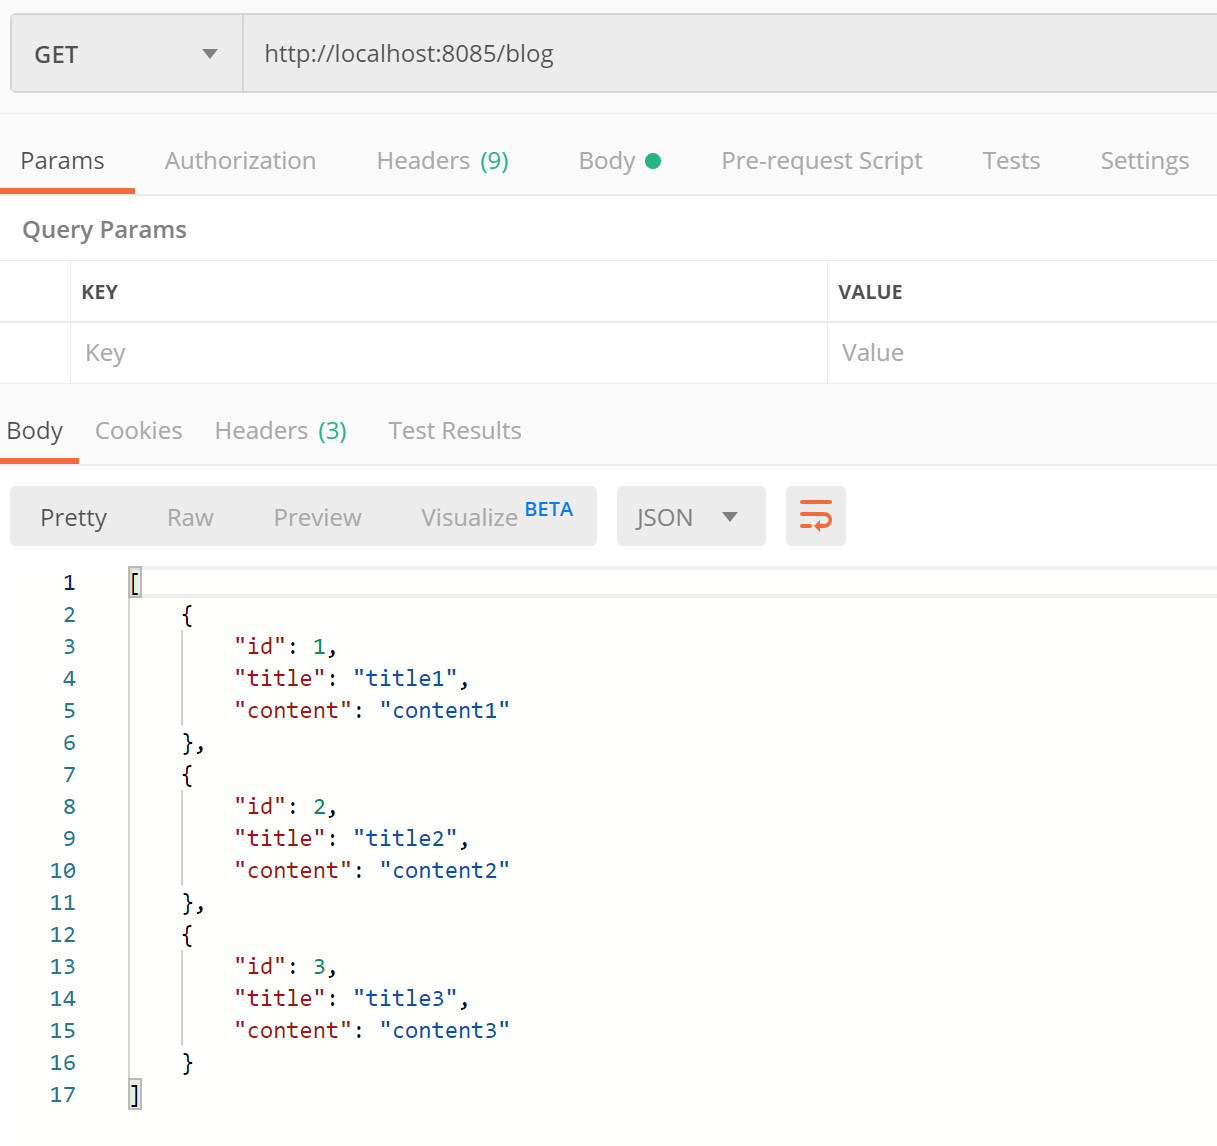 GET http://localhost:8085/blog
Params Authorization Headers (9) Body Pre-request Script Tests Settings
Query Params
KEY VALUE
Key Value
Body Cookies Headers (3) Test Results
Pretty Raw Preview Visualize BETA JSON
1 [
2 {
3 "id": 1,
4 "title": "title1",
5 "content": "content1"
6 },
7 {
8 "id": 2,
9 "title": "title2",
10 "content": "content2"
11 },
12 {
13 "id": 3,
14 "title": "title3",
15 "content": "content3"
16 }
17 ]